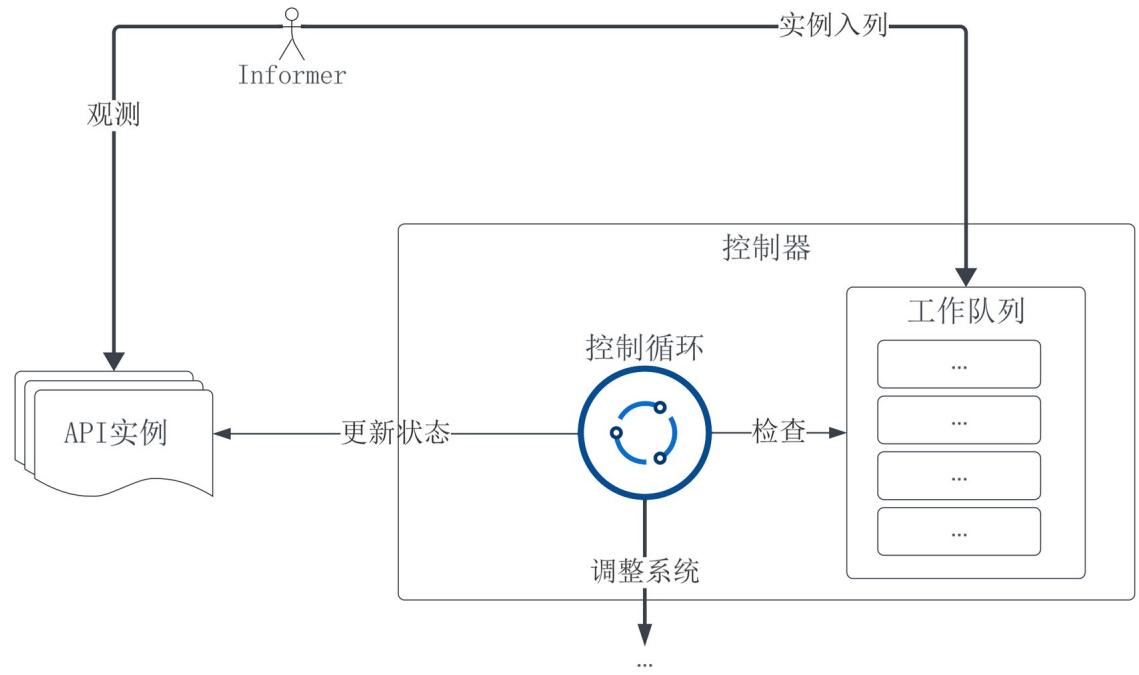 实例入列
Informer
观测
控制器
工作队列
控制循环
...
...
API实例
更新状态
检查
...
...
调整系统
...